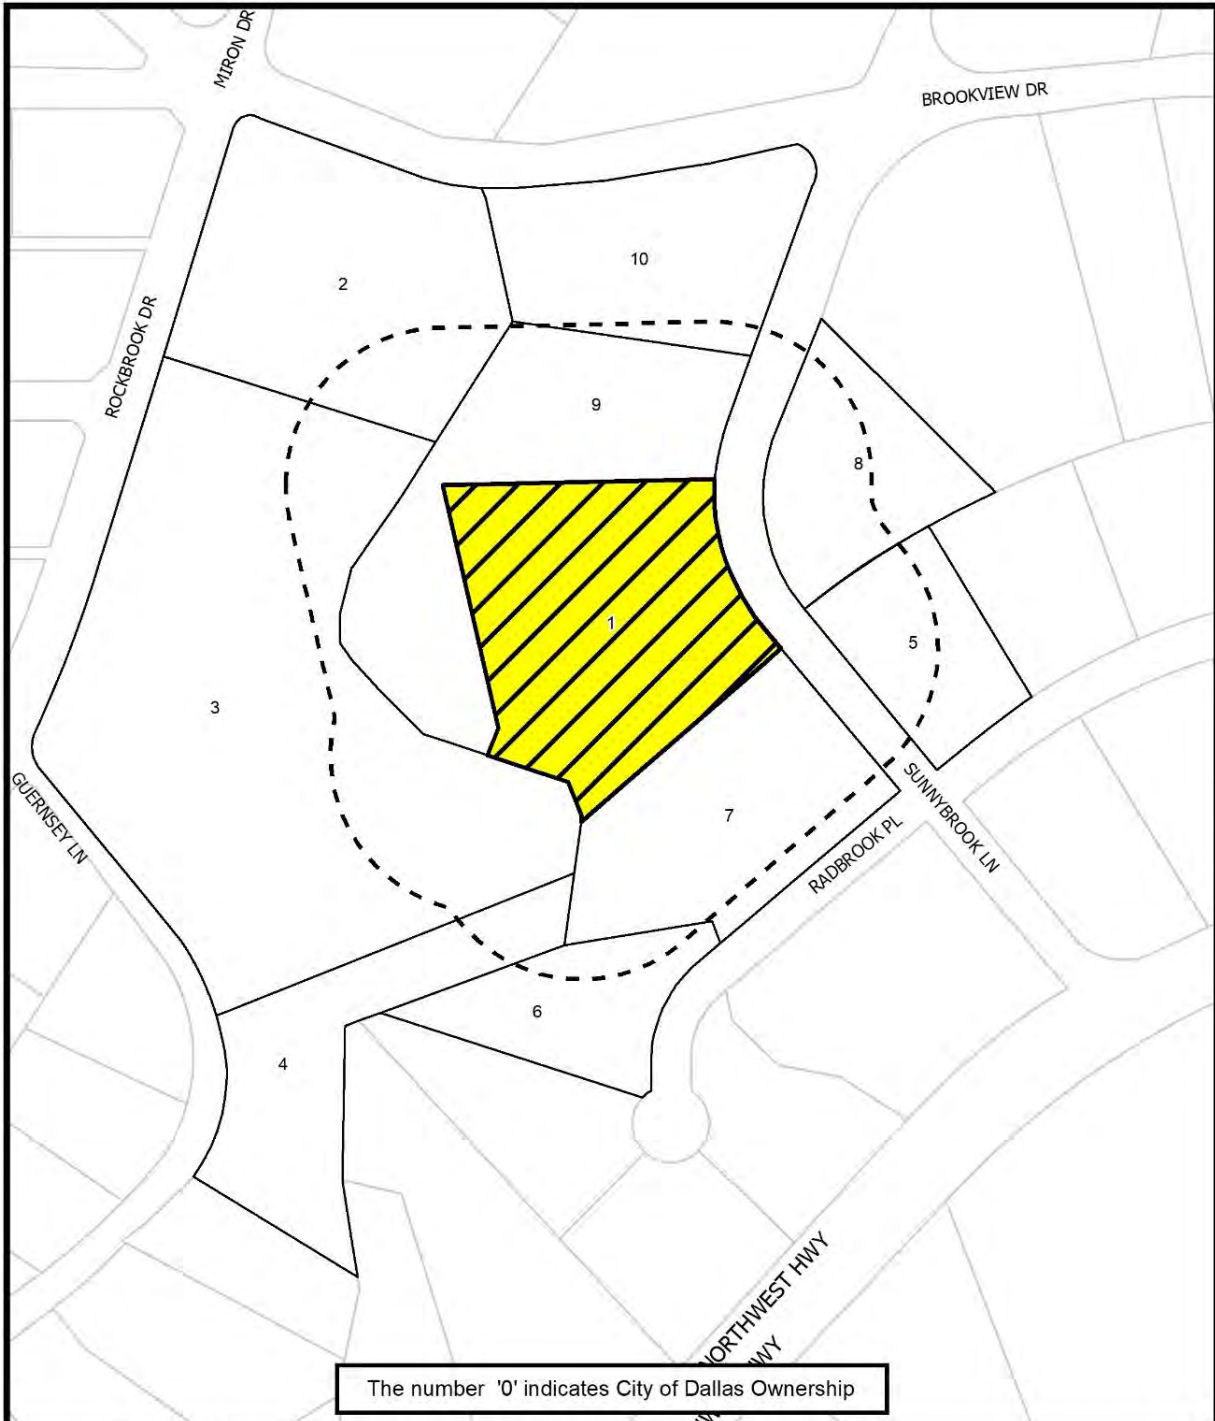 MIRON DR
BROOKVIEW DR
10
2
ROCKBROOK DR
9
8
1
5
3
SUNNYBROOK LN
GUERNSEY LN
7
RADBROOK PL
6
4
NORTHWEST HWY
The number '0' indicates City of Dallas Ownership